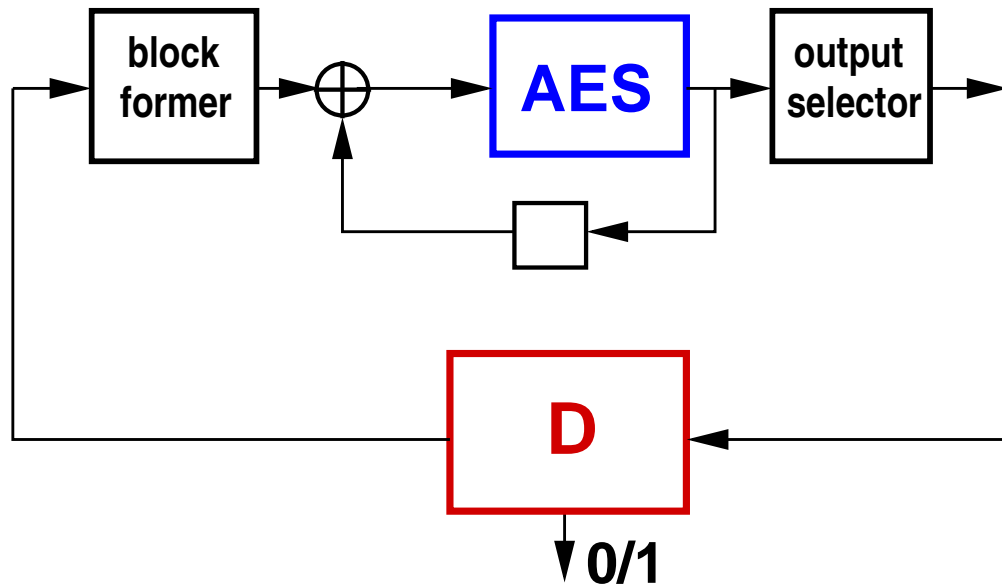 block
former
AES
output
selector
D
0/1